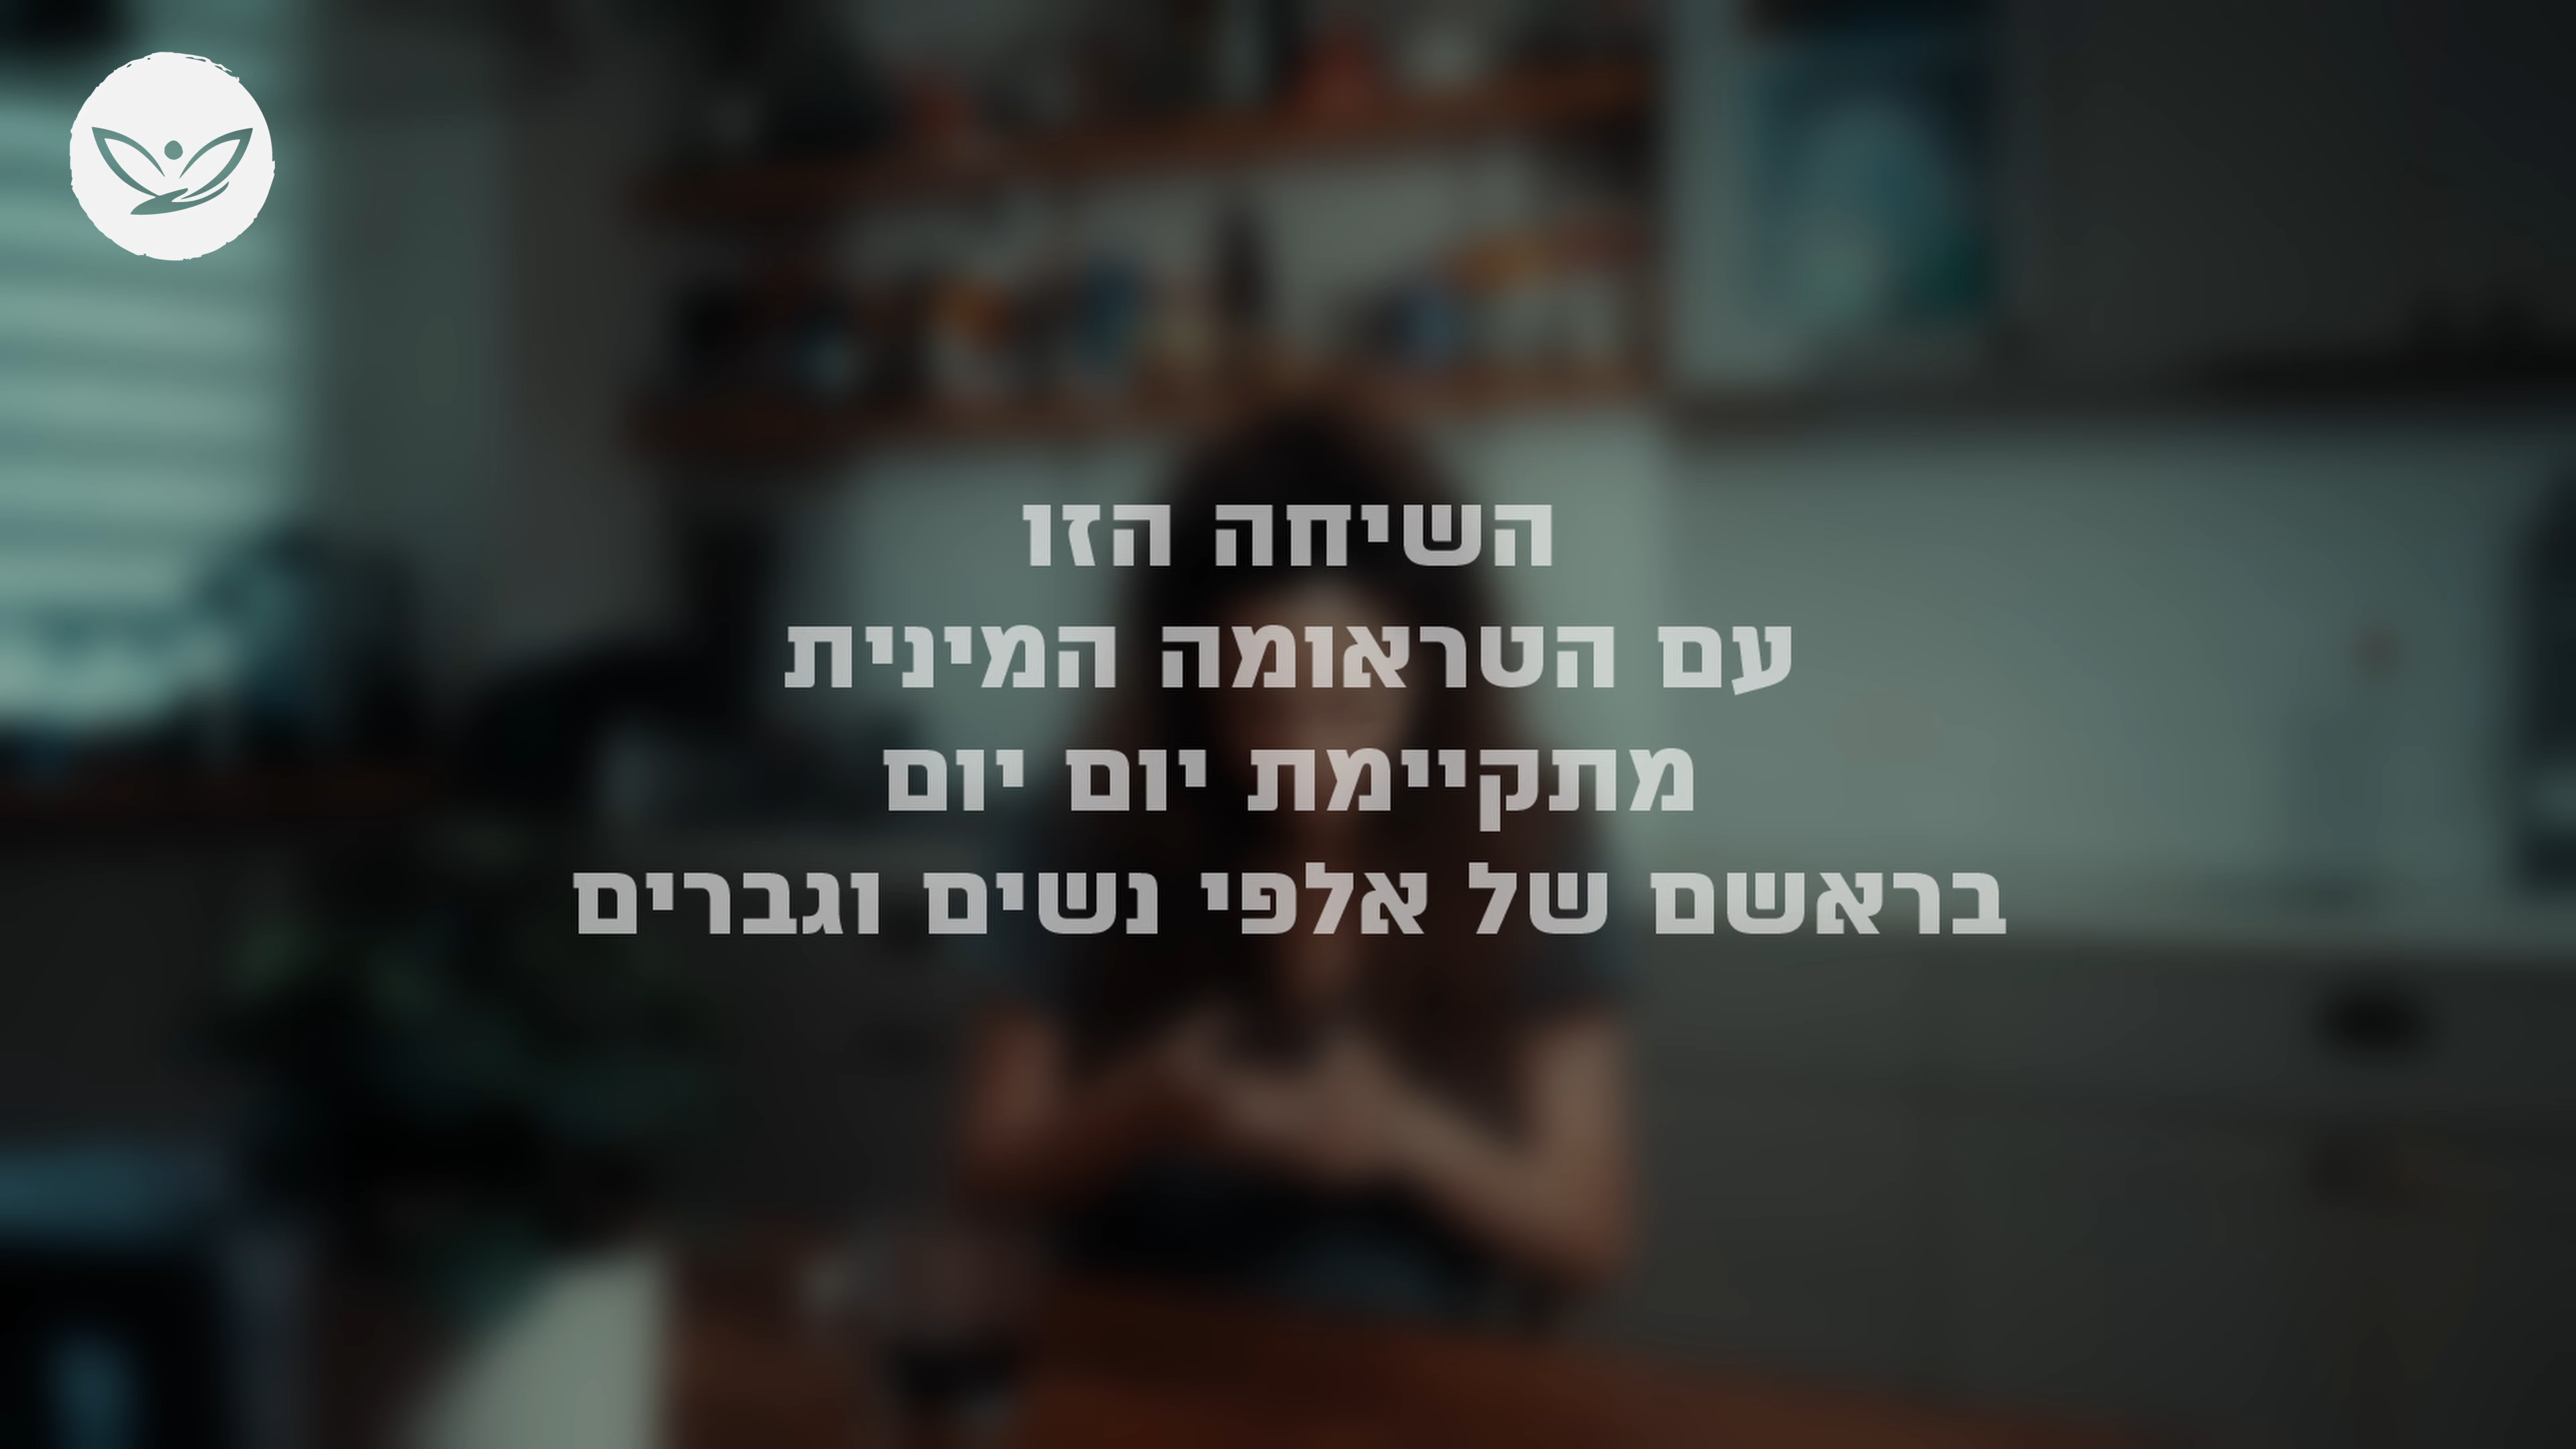 השיחה הזו
עם הטראומה המינית
מתקיימת יום יום
בראשם של אלפי נשים וגברים